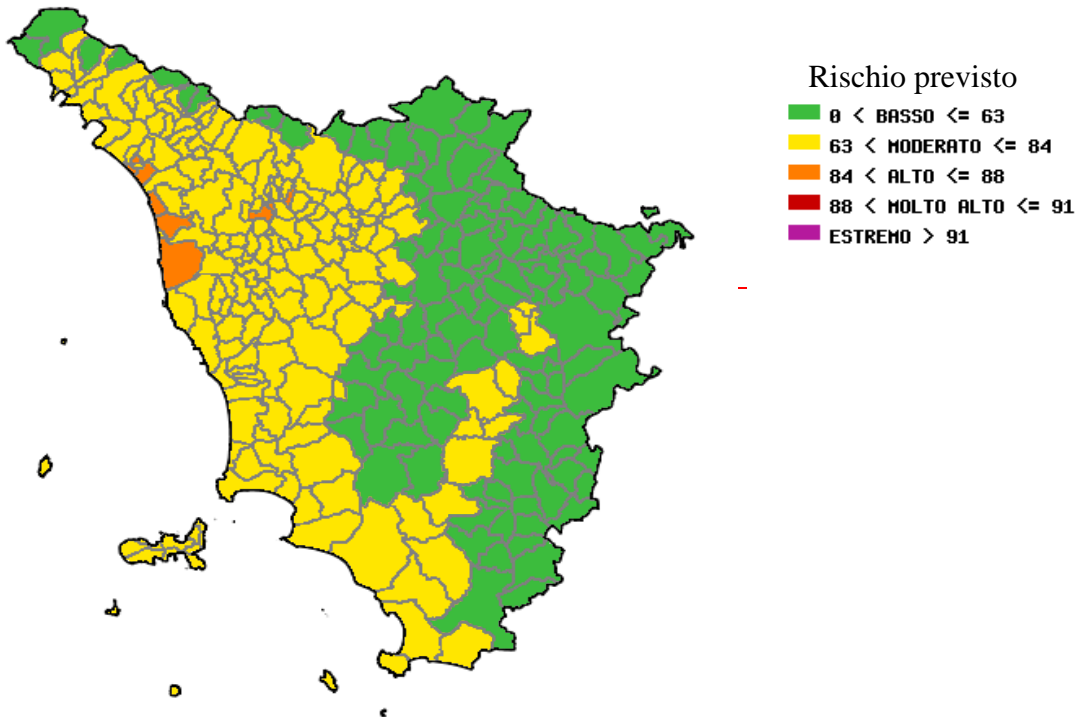 Rischio previsto
0 < BASSO <= 63
63 < MODERATO <= 84
84 < ALTO <= 88
88 < MOLTO ALTO <= 91
ESTREMO > 91